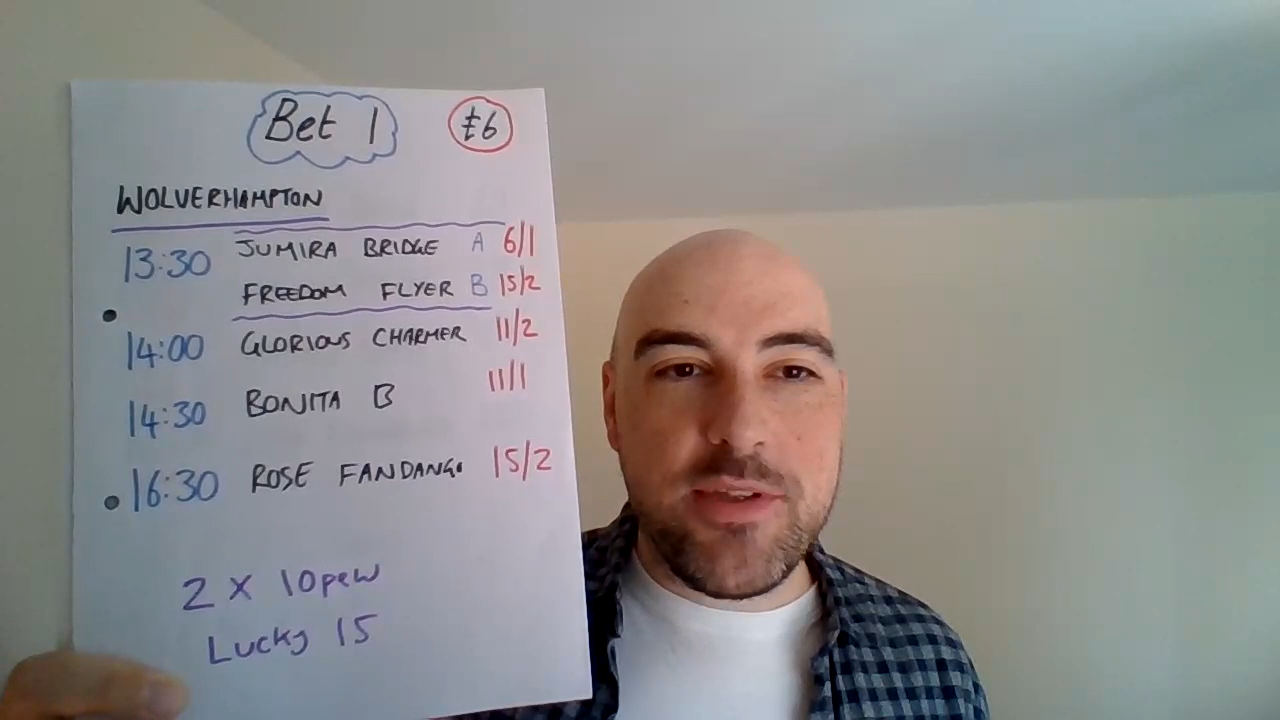 Bet 1 £6
WOLVERHAMPTON
13:30 JUMIRA BRIDGE A 6/1
FREEDOM FLYER B 15/2
14:00 GLORIOUS CHARMER 11/2
14:30 BONITA B 11/1
16:30 ROSE FANDANGO 15/2
2 X 10pew
Lucky 15